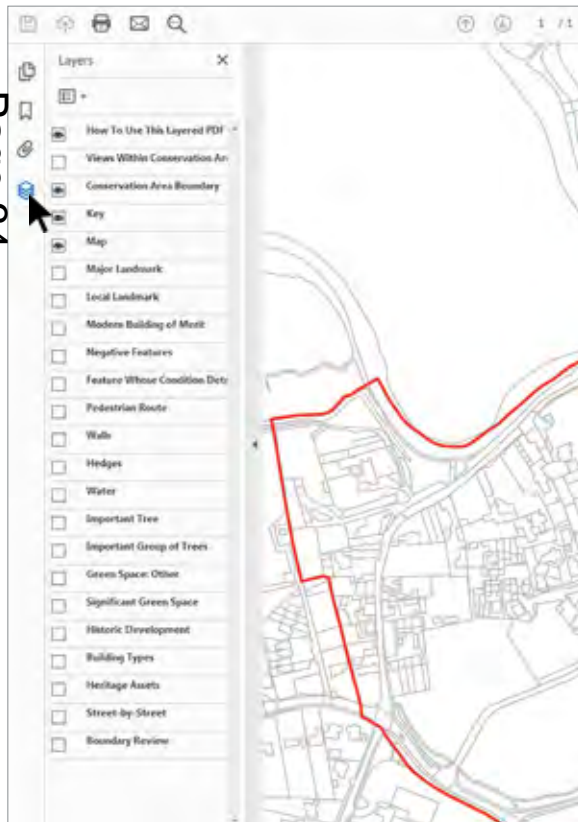 1 / 1
Layers
How To Use This Layered PDF
Views Within Conservation Are
Conservation Area Boundary
Key
Map
Major Landmark
Local Landmark
Modern Building of Merit
Negative Features
Feature Whose Condition Detr
Pedestrian Route
Walls
Hedges
Water
Important Tree
Important Group of Trees
Green Space: Other
Significant Green Space
Historic Development
Building Types
Heritage Assets
Street-by-Street
Boundary Review